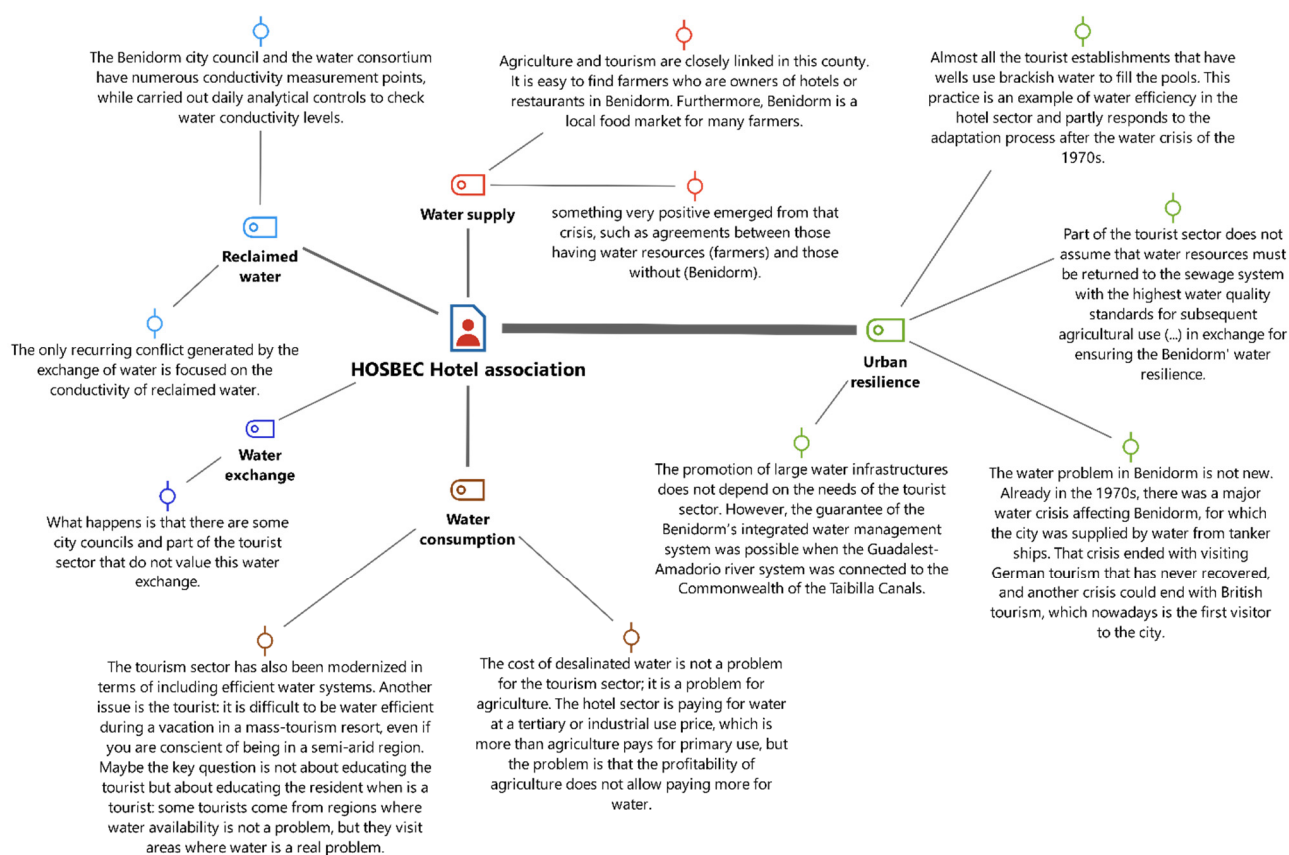 The Benidorm city council and the water consortium
have numerous conductivity measurement points,
while carried out daily analytical controls to check
water conductivity levels.
Agriculture and tourism are closely linked in this county.
It is easy to find farmers who are owners of hotels or
restaurants in Benidorm. Furthermore, Benidorm is a
local food market for many farmers.
Almost all the tourist establishments that have
wells use brackish water to fill the pools. This
practice is an example of water efficiency in the
hotel sector and partly responds to the
adaptation process after the water crisis of the
1970s.
Water supply
something very positive emerged from that
crisis, such as agreements between those
having water resources (farmers) and those
without (Benidorm).
Reclaimed
water
Part of the tourist sector does not
assume that water resources must
be returned to the sewage system
with the highest water quality
standards for subsequent
agricultural use (...) in exchange for
ensuring the Benidorm' water
resilience.
The only recurring conflict generated by the
exchange of water is focused on the
conductivity of reclaimed water.
HOSBEC Hotel association
Urban
resilience
Water
exchange
What happens is that there are some
city councils and part of the tourist
sector that do not value this water
exchange.
Water
consumption
The promotion of large water infrastructures
does not depend on the needs of the tourist
sector. However, the guarantee of the
Benidorm's integrated water management
system was possible when the Guadalest-
Amadorio river system was connected to the
Commonwealth of the Taibilla Canals.
The water problem in Benidorm is not new.
Already in the 1970s, there was a major
water crisis affecting Benidorm, for which
the city was supplied by water from tanker
ships. That crisis ended with visiting
German tourism that has never recovered,
and another crisis could end with British
tourism, which nowadays is the first visitor
to the city.
The tourism sector has also been modernized in
terms of including efficient water systems. Another
issue is the tourist: it is difficult to be water efficient
during a vacation in a mass-tourism resort, even if
you are conscient of being in a semi-arid region.
Maybe the key question is not about educating the
tourist but about educating the resident when is a
tourist: some tourists come from regions where
water availability is not a problem, but they visit
areas where water is a real problem.
The cost of desalinated water is not a problem
for the tourism sector; it is a problem for
agriculture. The hotel sector is paying for water
at a tertiary or industrial use price, which is
more than agriculture pays for primary use, but
the problem is that the profitability of
agriculture does not allow paying more for
water.